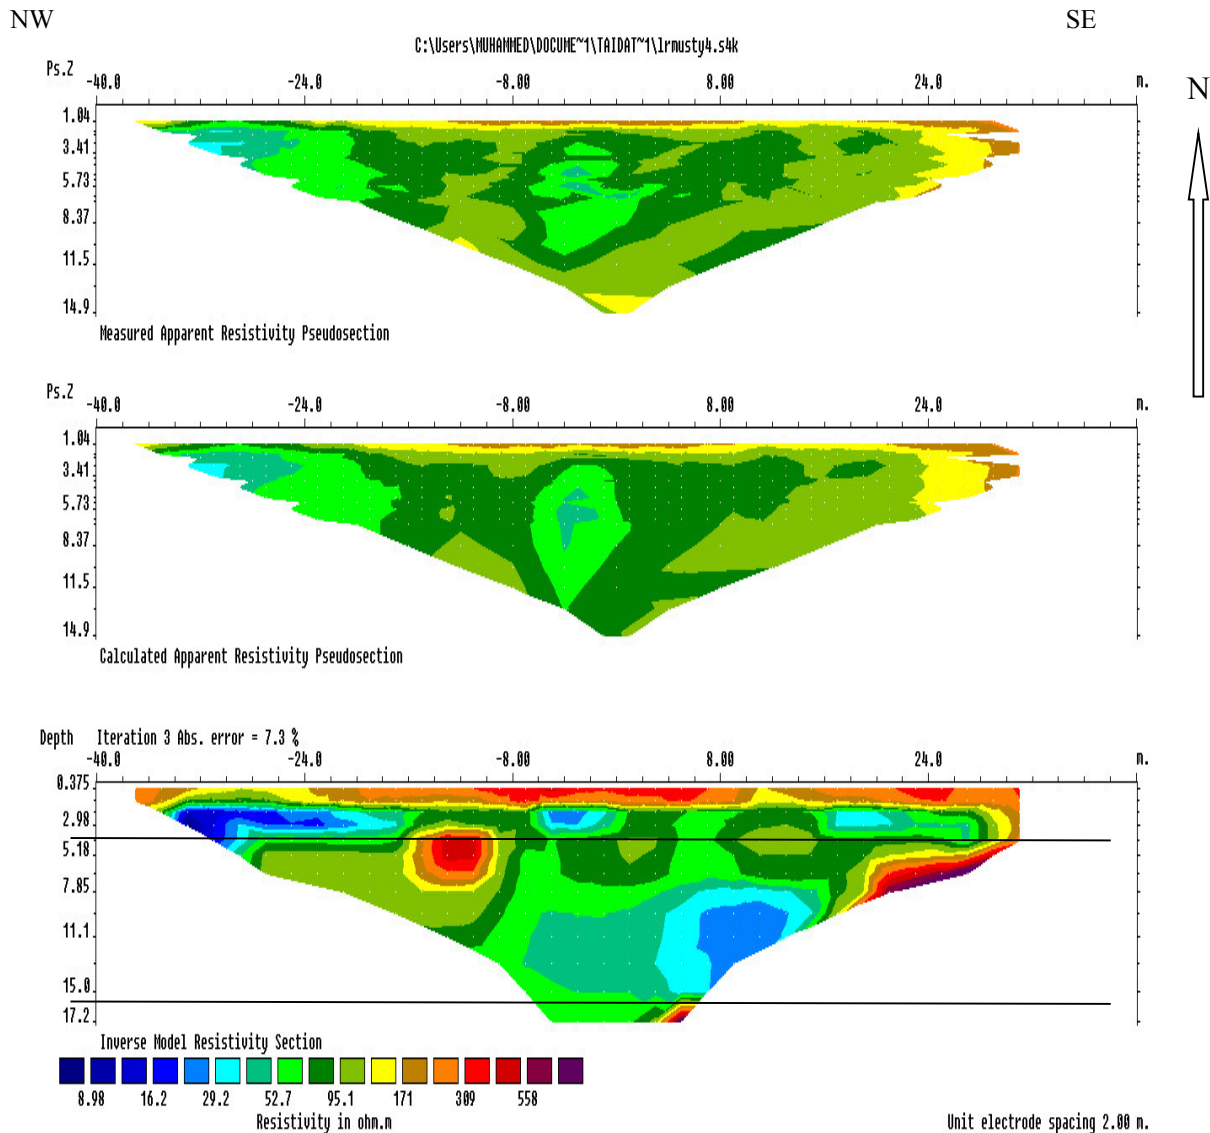 NW SE
C:\Users\MUHAMMED\DOCUME~1\TAIDAT~1\lrmusty4.s4k
N
Ps.Z -40.0 -24.0 -8.00 8.00 24.0 m.
1.04
3.41
5.73
8.37
11.5
14.9
Measured Apparent Resistivity Pseudosection
Ps.Z -40.0 -24.0 -8.00 8.00 24.0 m.
1.04
3.41
5.73
8.37
11.5
14.9
Calculated Apparent Resistivity Pseudosection
Depth Iteration 3 Abs. error = 7.3 %
-40.0 -24.0 -8.00 8.00 24.0 m.
0.375
2.98
5.18
7.85
11.1
15.0
17.2
Inverse Model Resistivity Section
8.98 16.2 29.2 52.7 95.1 171 309 558
Resistivity in ohm.m
Unit electrode spacing 2.00 m.